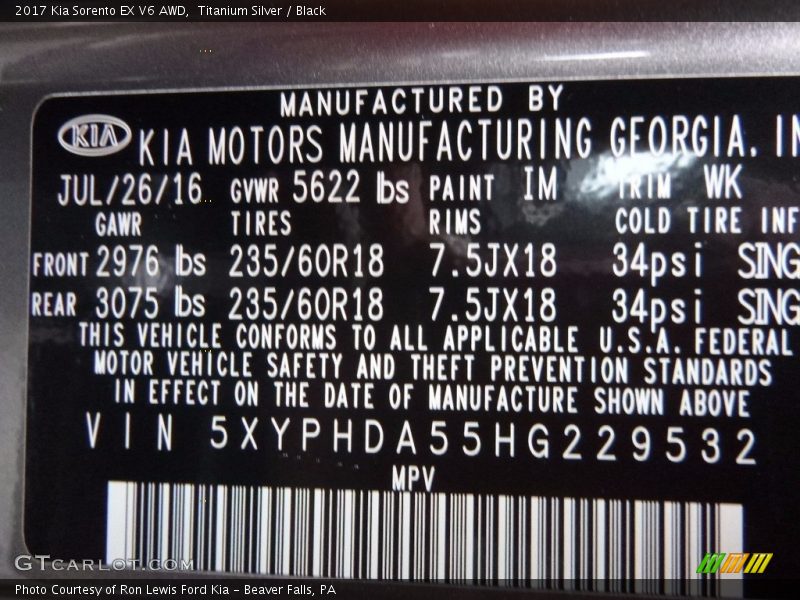 2017 Kia Sorento EX V6 AWD,  Titanium Silver / Black
MANUFACTURED BY
KIA KIA MOTORS MANUFACTURING GEORGIA. IN
JUL/26/16 GVWR 5622 lbs PAINT IM TRIM WK
GAWR TIRES RIMS COLD TIRE INF
FRONT 2976 lbs 235/60R18 7.5JX18 34psi SING
REAR 3075 lbs 235/60R18 7.5JX18 34psi SING
THIS VEHICLE CONFORMS TO ALL APPLICABLE U.S.A. FEDERAL
MOTOR VEHICLE SAFETY AND THEFT PREVENTION STANDARDS
IN EFFECT ON THE DATE OF MANUFACTURE SHOWN ABOVE
VIN 5XYPHDA55HG229532
MPV
GTCARLOT.COM
Photo Courtesy of Ron Lewis Ford Kia - Beaver Falls, PA